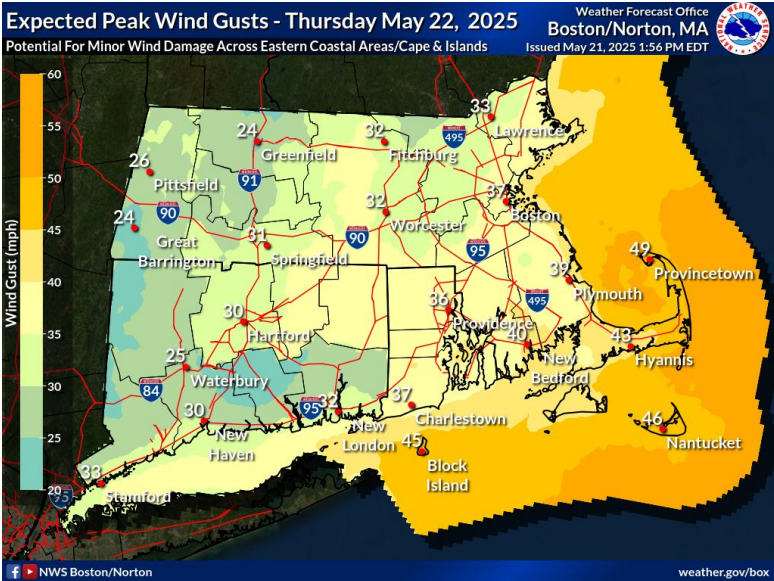 Expected Peak Wind Gusts - Thursday May 22, 2025
Potential For Minor Wind Damage Across Eastern Coastal Areas/Cape & Islands
Weather Forecast Office
Boston/Norton, MA
Issued May 21, 2025 1:56 PM EDT
NATIONAL WEATHER SERVICE
Wind Gust (mph)
60
55
50
45
40
35
30
25
20
33
Lawrence
24
Greenfield
32
Fitchburg
495
26
Pittsfield
91
90
24
Great
Barrington
32
Worcester
37
Boston
31
Springfield
90
95
49
Provincetown
39
Plymouth
495
30
Hartford
36
Providence
40
New
Bedford
43
Hyannis
25
Waterbury
84
30
New
Haven
95
32
New
London
37
Charlestown
45
Block
Island
46
Nantucket
33
Stamford
95
NWS Boston/Norton
weather.gov/box